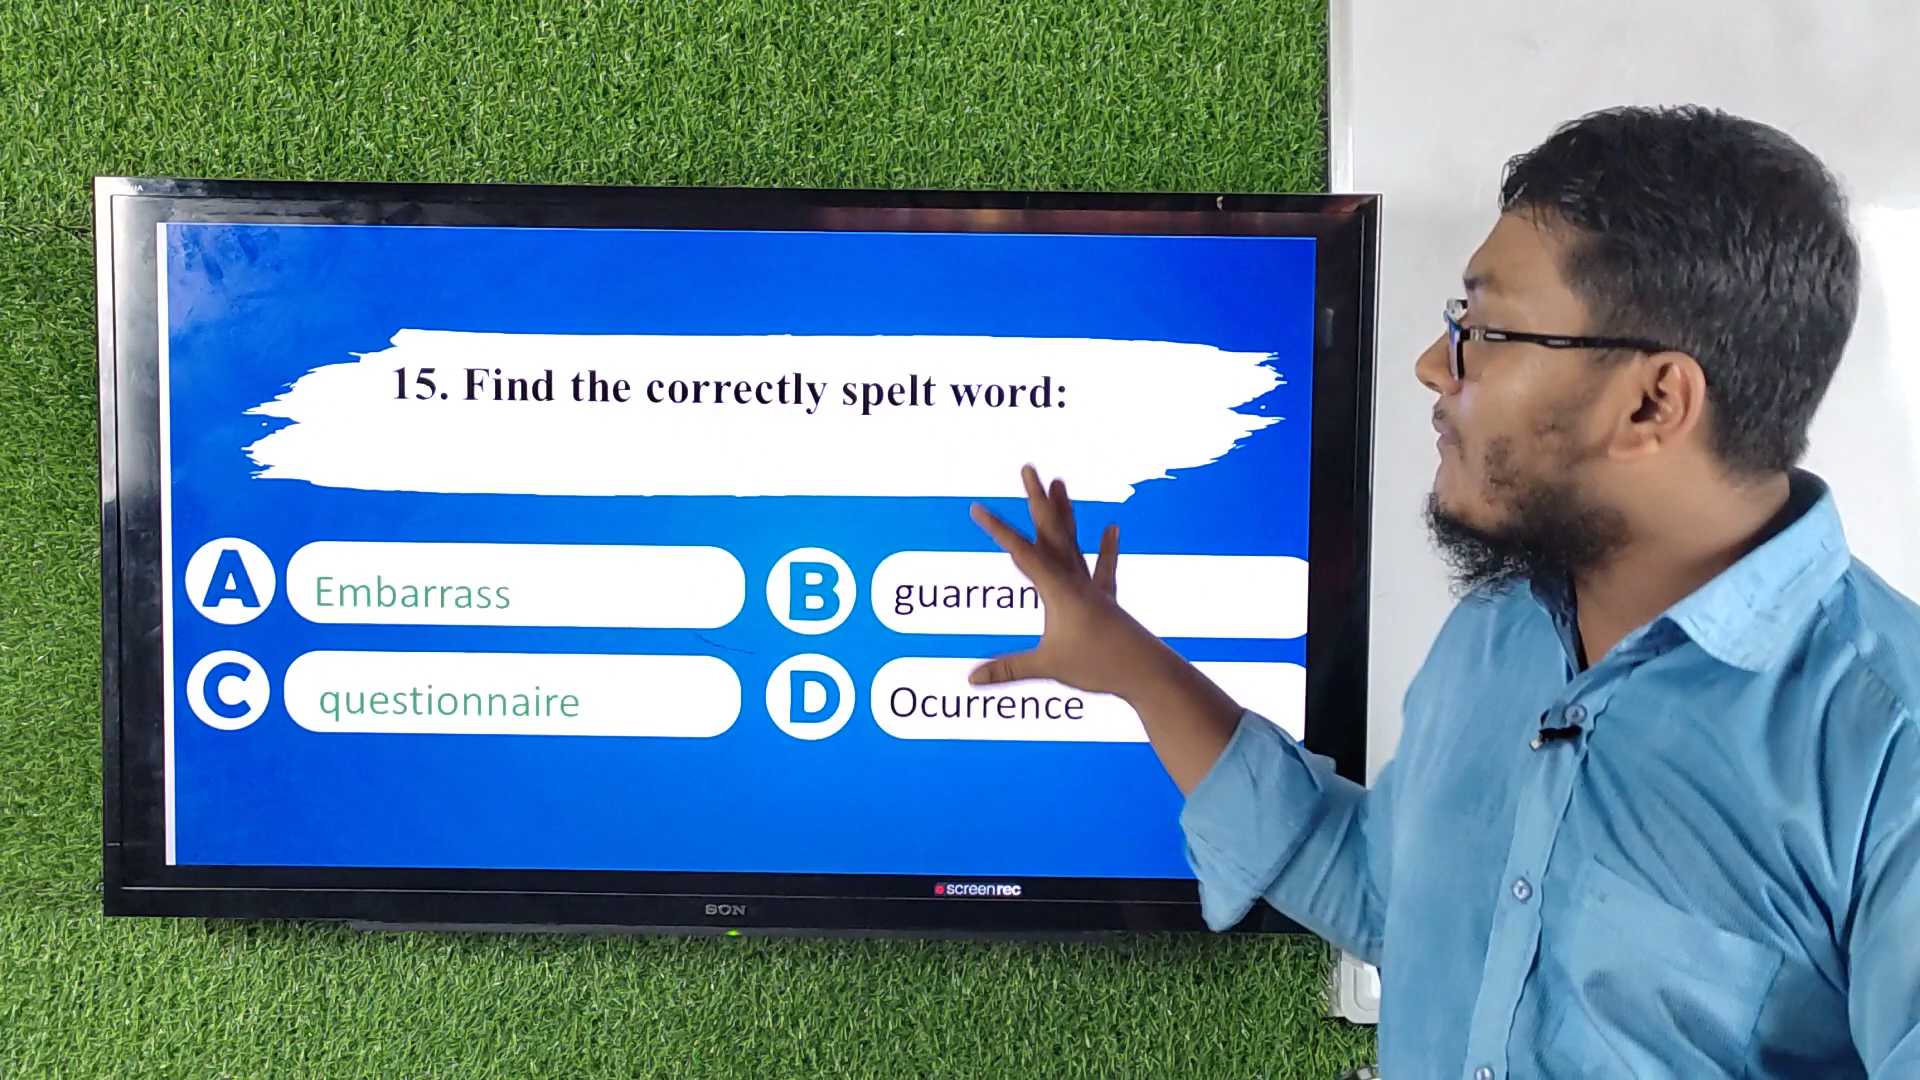 15. Find the correctly spelt word:
A Embarrass
B guarran
C questionnaire
D Ocurrence
screenrec
SON